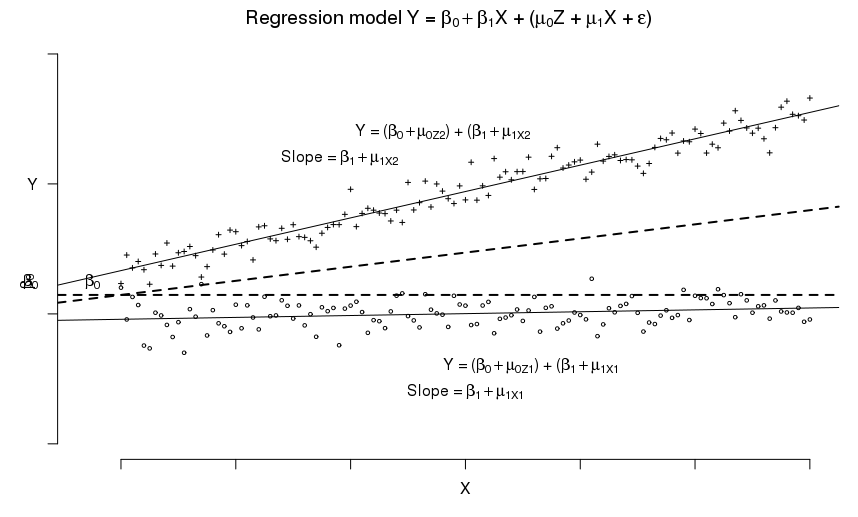 Regression model Y = β₀ + β₁X + (μ₀Z + μ₁X + ε)
Y = (β₀ + μ₀Z₂) + (β₁ + μ₁X₂
Slope = β₁ + μ₁X₂
Y
β₀
Y = (β₀ + μ₀Z₁) + (β₁ + μ₁X₁
Slope = β₁ + μ₁X₁
X